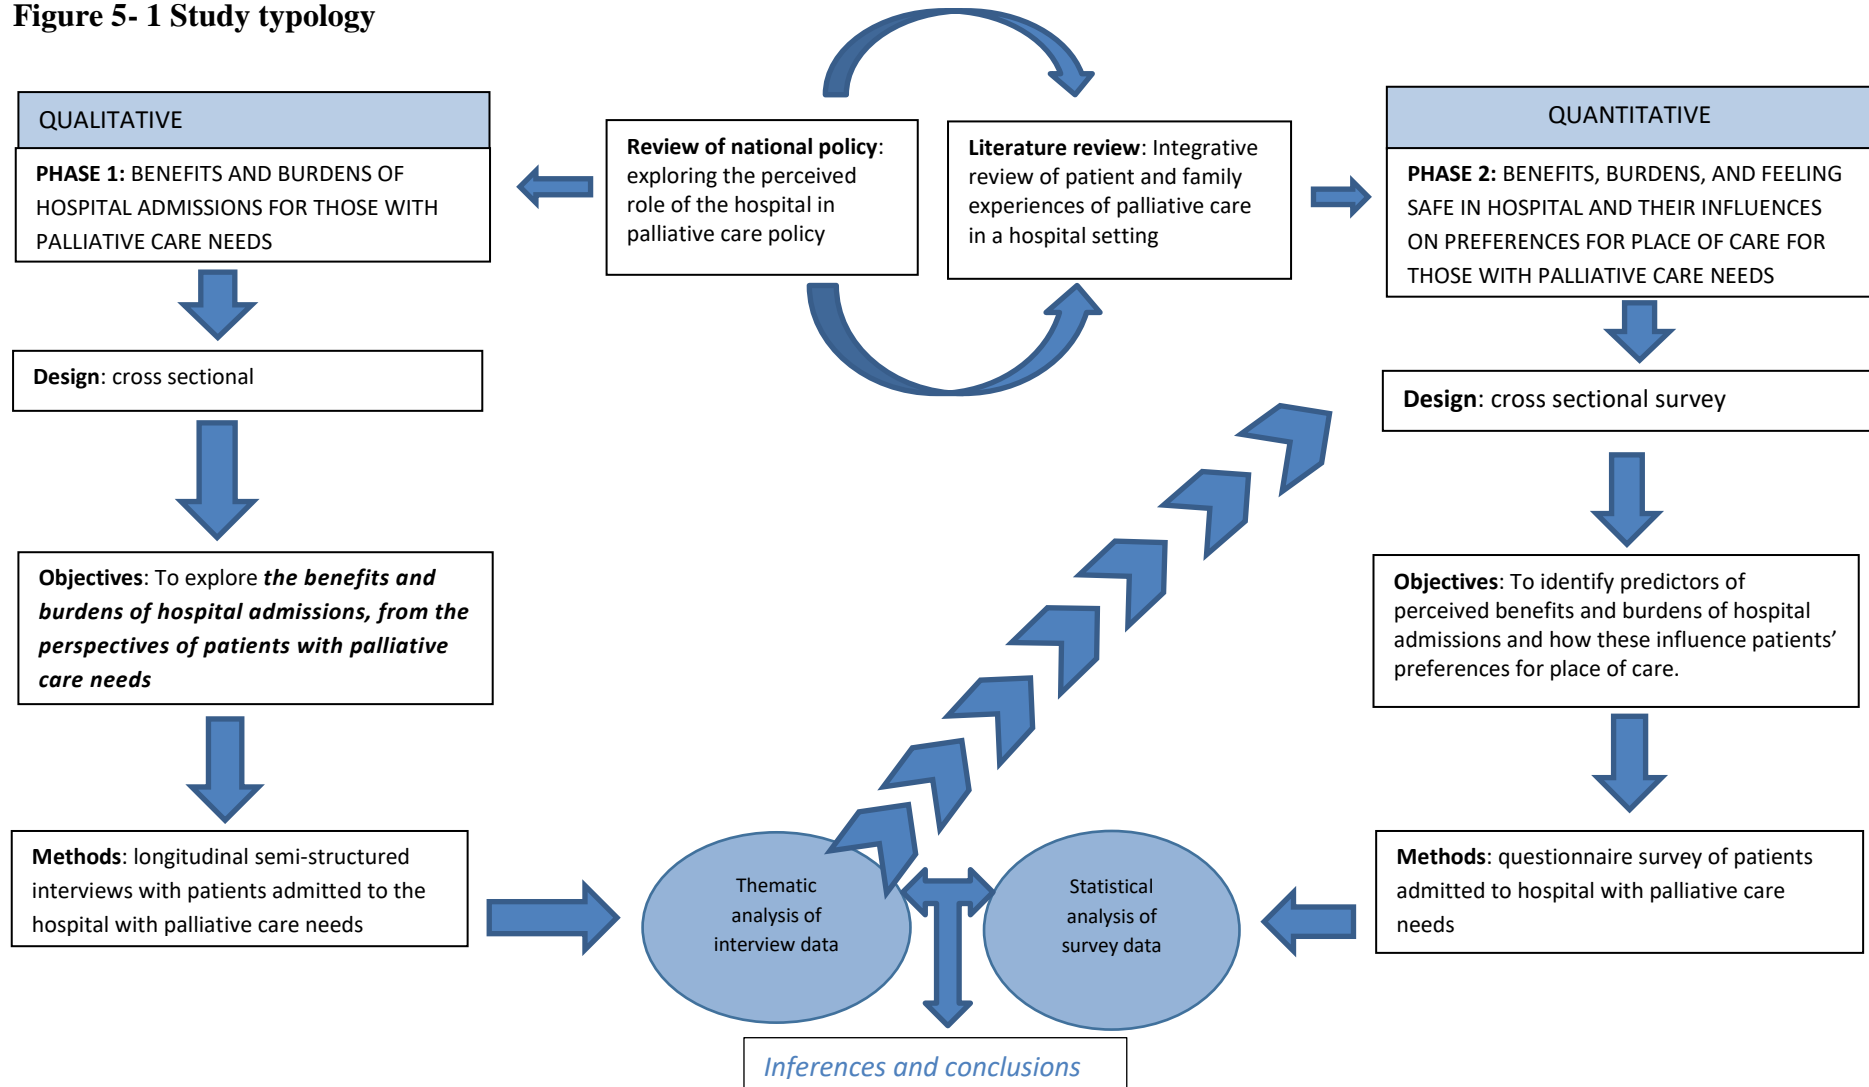 Figure 5- 1 Study typology
QUALITATIVE
PHASE 1: BENEFITS AND BURDENS OF
HOSPITAL ADMISSIONS FOR THOSE WITH
PALLIATIVE CARE NEEDS
Review of national policy:
exploring the perceived
role of the hospital in
palliative care policy
Literature review: Integrative
review of patient and family
experiences of palliative care
in a hospital setting
QUANTITATIVE
PHASE 2: BENEFITS, BURDENS, AND FEELING
SAFE IN HOSPITAL AND THEIR INFLUENCES
ON PREFERENCES FOR PLACE OF CARE FOR
THOSE WITH PALLIATIVE CARE NEEDS
Design: cross sectional
Design: cross sectional survey
Objectives: To explore the benefits and
burdens of hospital admissions, from the
perspectives of patients with palliative
care needs
Objectives: To identify predictors of
perceived benefits and burdens of hospital
admissions and how these influence patients’
preferences for place of care.
Methods: longitudinal semi-structured
interviews with patients admitted to the
hospital with palliative care needs
Thematic
analysis of
interview data
Statistical
analysis of
survey data
Methods: questionnaire survey of patients
admitted to hospital with palliative care
needs
Inferences and conclusions